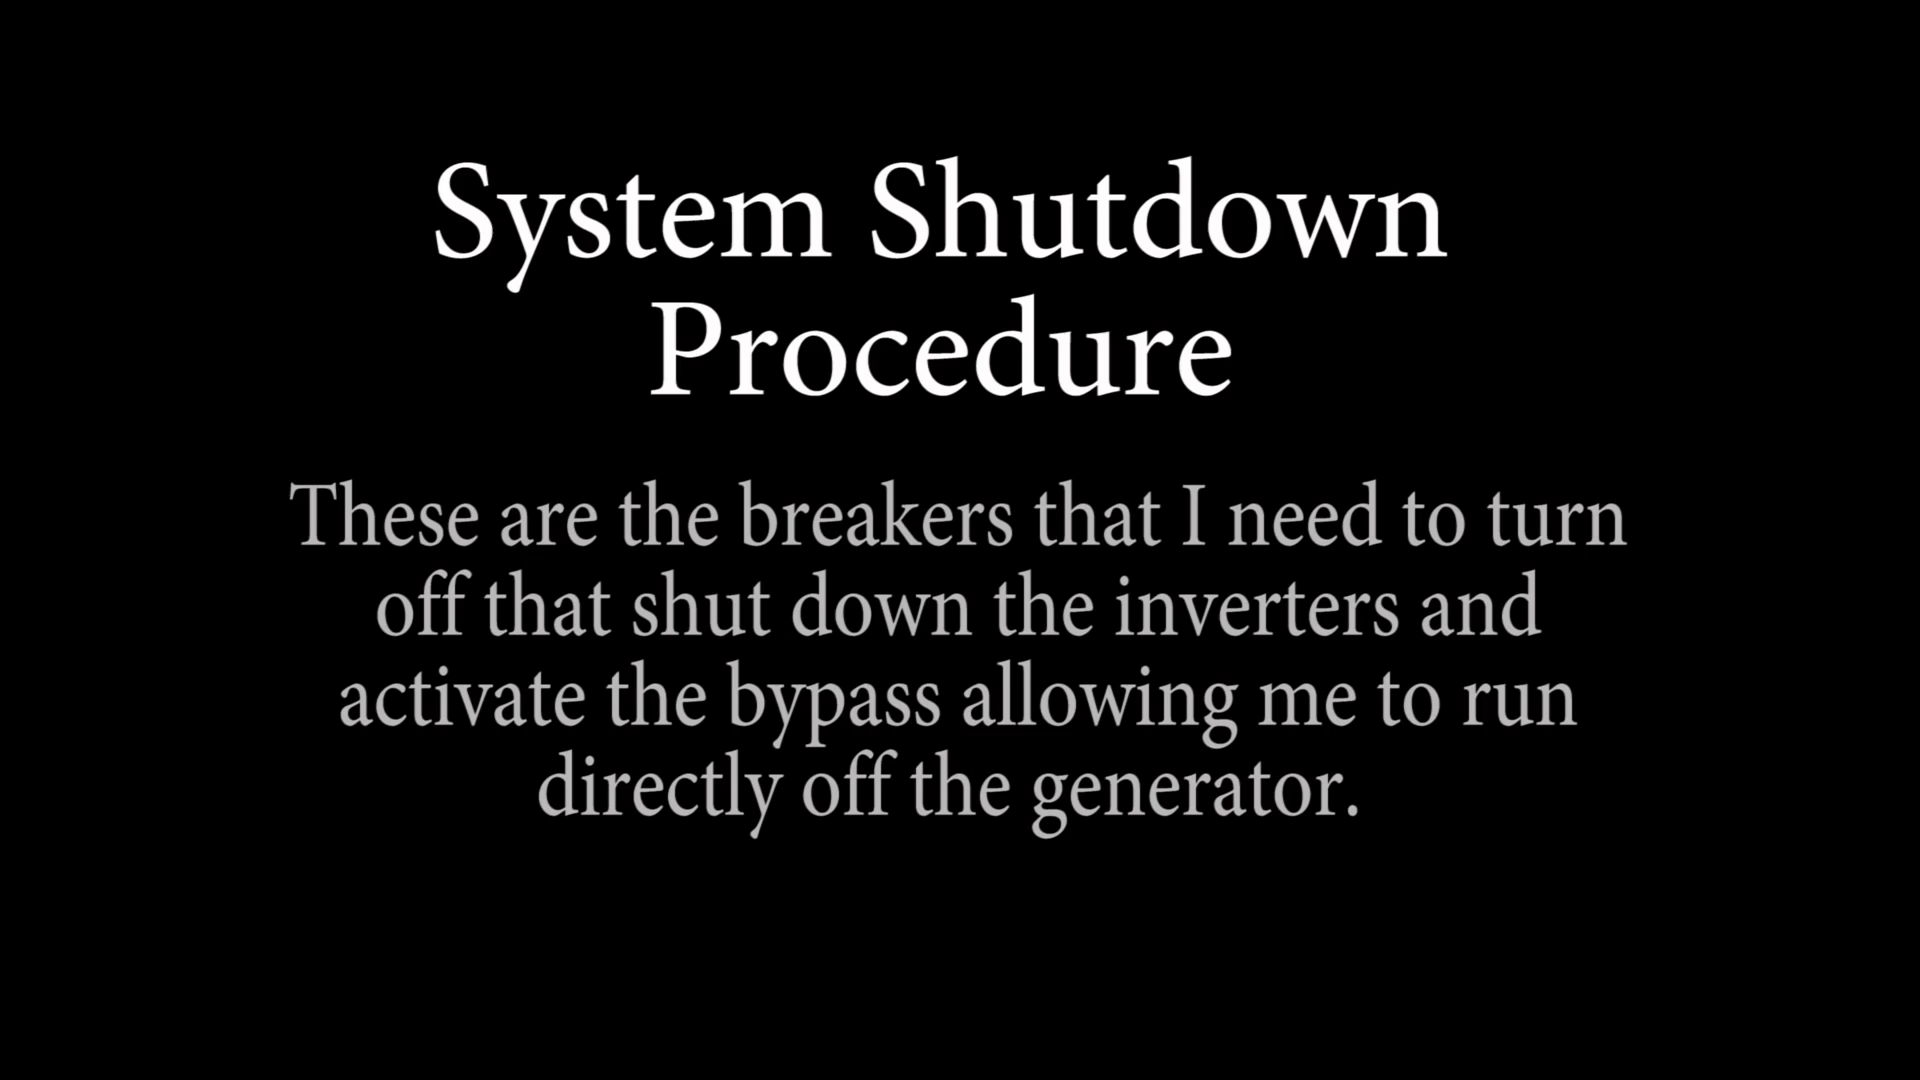 System Shutdown
Procedure
These are the breakers that I need to turn
off that shut down the inverters and
activate the bypass allowing me to run
directly off the generator.